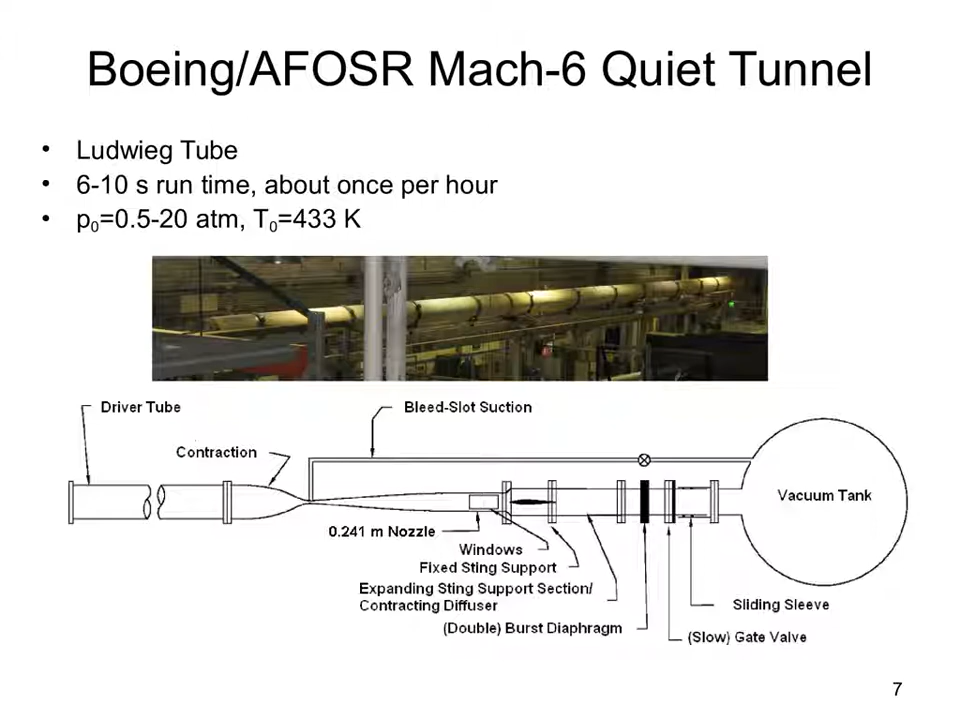 Boeing/AFOSR Mach-6 Quiet Tunnel
• Ludwieg Tube
• 6-10 s run time, about once per hour
• p₀=0.5-20 atm, T₀=433 K
Driver Tube
Bleed-Slot Suction
Contraction
Vacuum Tank
0.241 m Nozzle
Windows
Fixed Sting Support
Expanding Sting Support Section/
Contracting Diffuser
Sliding Sleeve
(Double) Burst Diaphragm
(Slow) Gate Valve
7